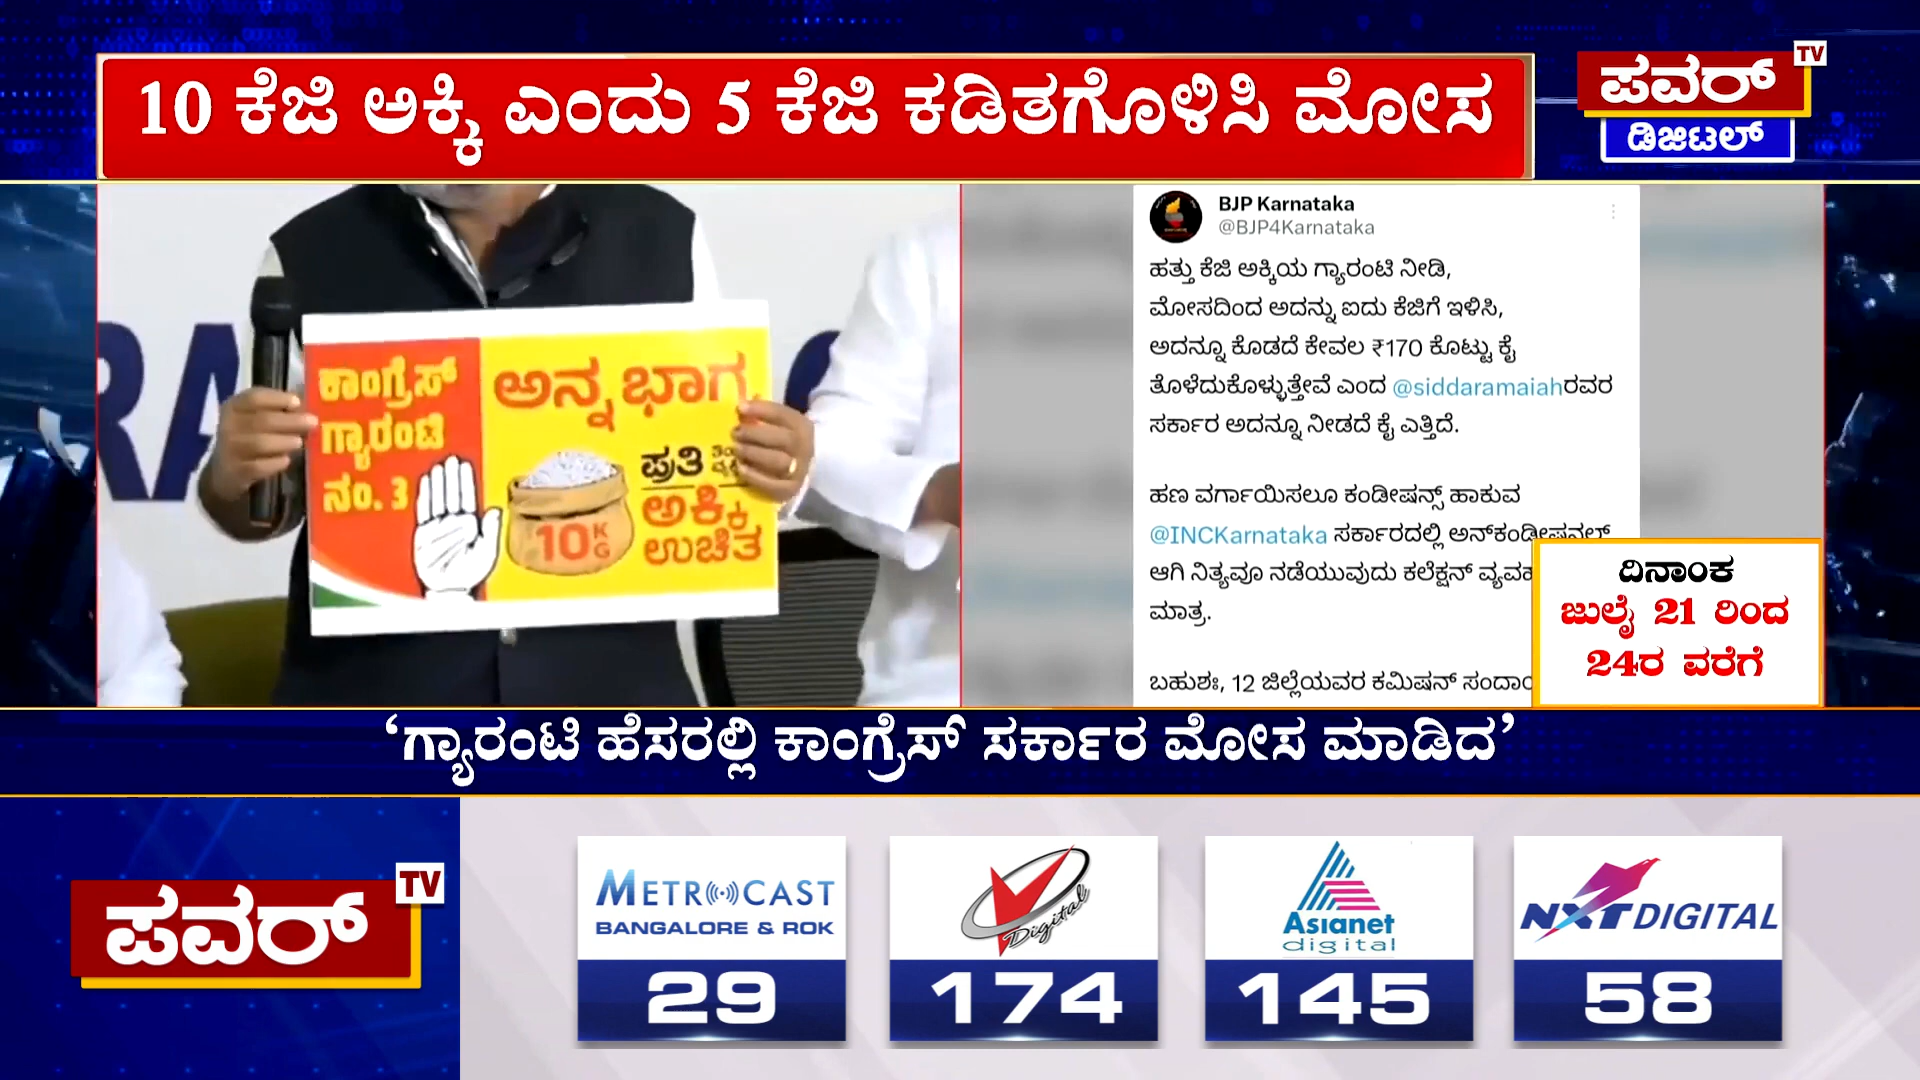 10 ಕೆಜಿ ಅಕ್ಕಿ ಎಂದು 5 ಕೆಜಿ ಕಡಿತಗೊಳಿಸಿ ಮೋಸ
ಪವರ್ TV
ಡಿಜಿಟಲ್
ಕಾಂಗ್ರೆಸ್
ಗ್ಯಾರಂಟಿ
ನಂ. 3
ಅನ್ನ ಭಾಗ್ಯ
ಪ್ರತಿ
ಅಕ್ಕಿ
ಉಚಿತ
10 KG
BJP Karnataka
@BJP4Karnataka
ಹತ್ತು ಕೆಜಿ ಅಕ್ಕಿಯ ಗ್ಯಾರಂಟಿ ನೀಡಿ,
ಮೋಸದಿಂದ ಅದನ್ನು ಐದು ಕೆಜಿಗೆ ಇಳಿಸಿ,
ಅದನ್ನೂ ಕೊಡದೆ ಕೇವಲ ₹170 ಕೊಟ್ಟು ಕೈ
ತೊಳೆದುಕೊಳ್ಳುತ್ತೇವೆ ಎಂದ @siddaramaiahರವರ
ಸರ್ಕಾರ ಅದನ್ನೂ ನೀಡದೆ ಕೈ ಎತ್ತಿದೆ.
ಹಣ ವರ್ಗಾಯಿಸಲೂ ಕಂಡೀಷನ್ಸ್ ಹಾಕುವ
@INCKarnataka ಸರ್ಕಾರದಲ್ಲಿ ಅನ್‌ಕಂಡೀಷನಲ್
ಆಗಿ ನಿತ್ಯವೂ ನಡೆಯುವುದು ಕಲೆಕ್ಷನ್
ಮಾತ್ರ.
ಬಹುಶಃ, 12 ಜಿಲ್ಲೆಯವರ ಕಮಿಷನ್
ದಿನಾಂಕ
ಜುಲೈ 21 ರಿಂದ
24ರ ವರೆಗೆ
‘ಗ್ಯಾರಂಟಿ ಹೆಸರಲ್ಲಿ ಕಾಂಗ್ರೆಸ್ ಸರ್ಕಾರ ಮೋಸ ಮಾಡಿದ’
ಪವರ್ TV
METROCAST
BANGALORE & ROK
29
V Digital
174
Asianet
digital
145
NXTDIGITAL
58